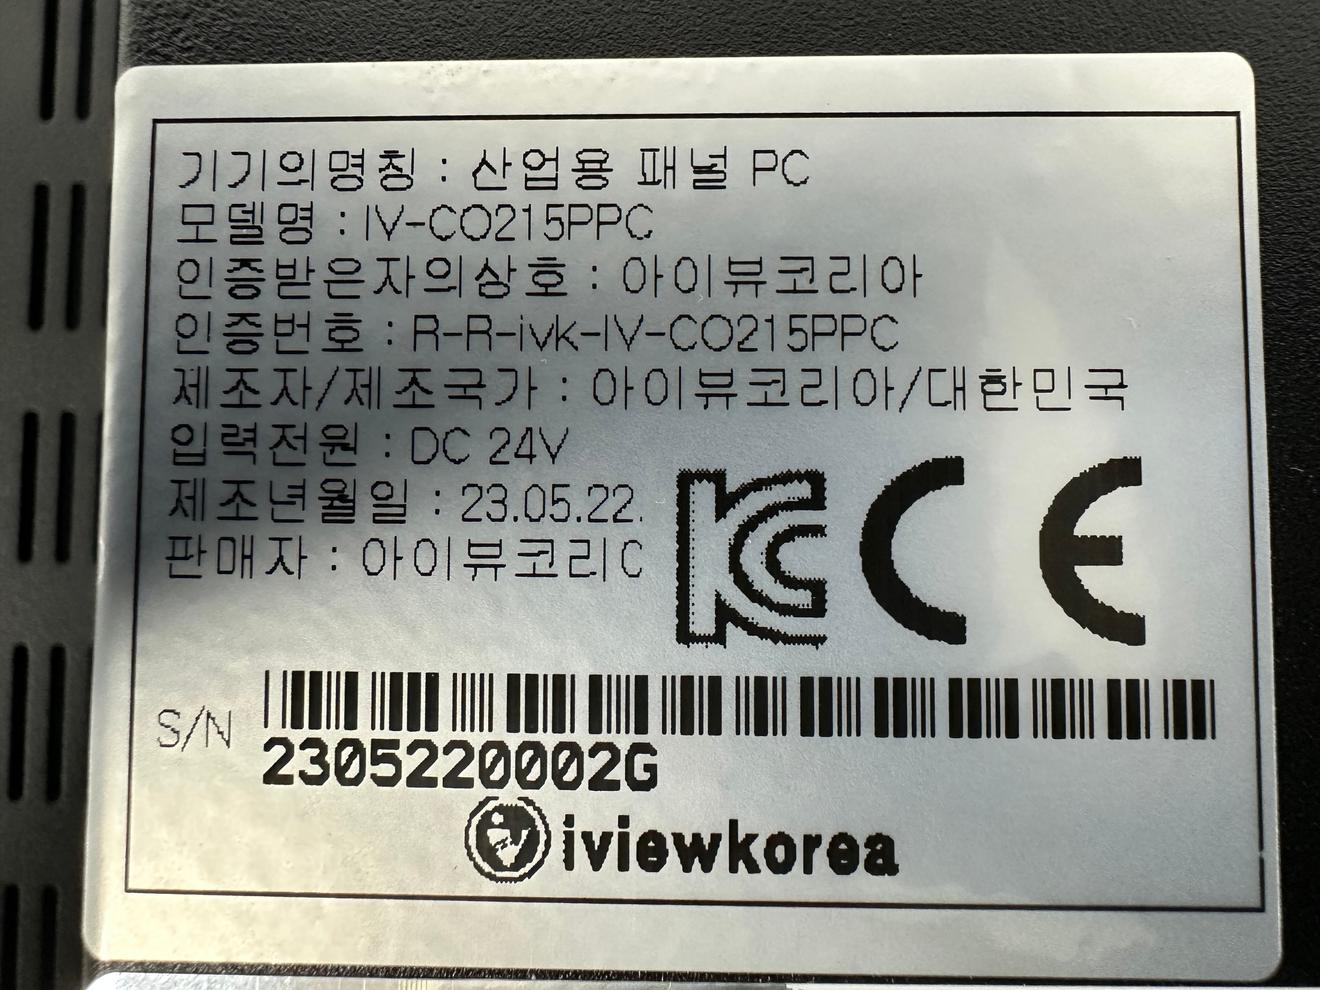 기기의명칭 : 산업용 패널 PC
모델명 : IV-CO215PPC
인증받은자의상호 : 아이뷰코리아
인증번호 : R-R-ivk-IV-CO215PPC
제조자/제조국가 : 아이뷰코리아/대한민국
입력전원 : DC 24V
제조년월일 : 23.05.22.
판매자 : 아이뷰코리
KC CE
S/N
2305220002G
iviewkorea